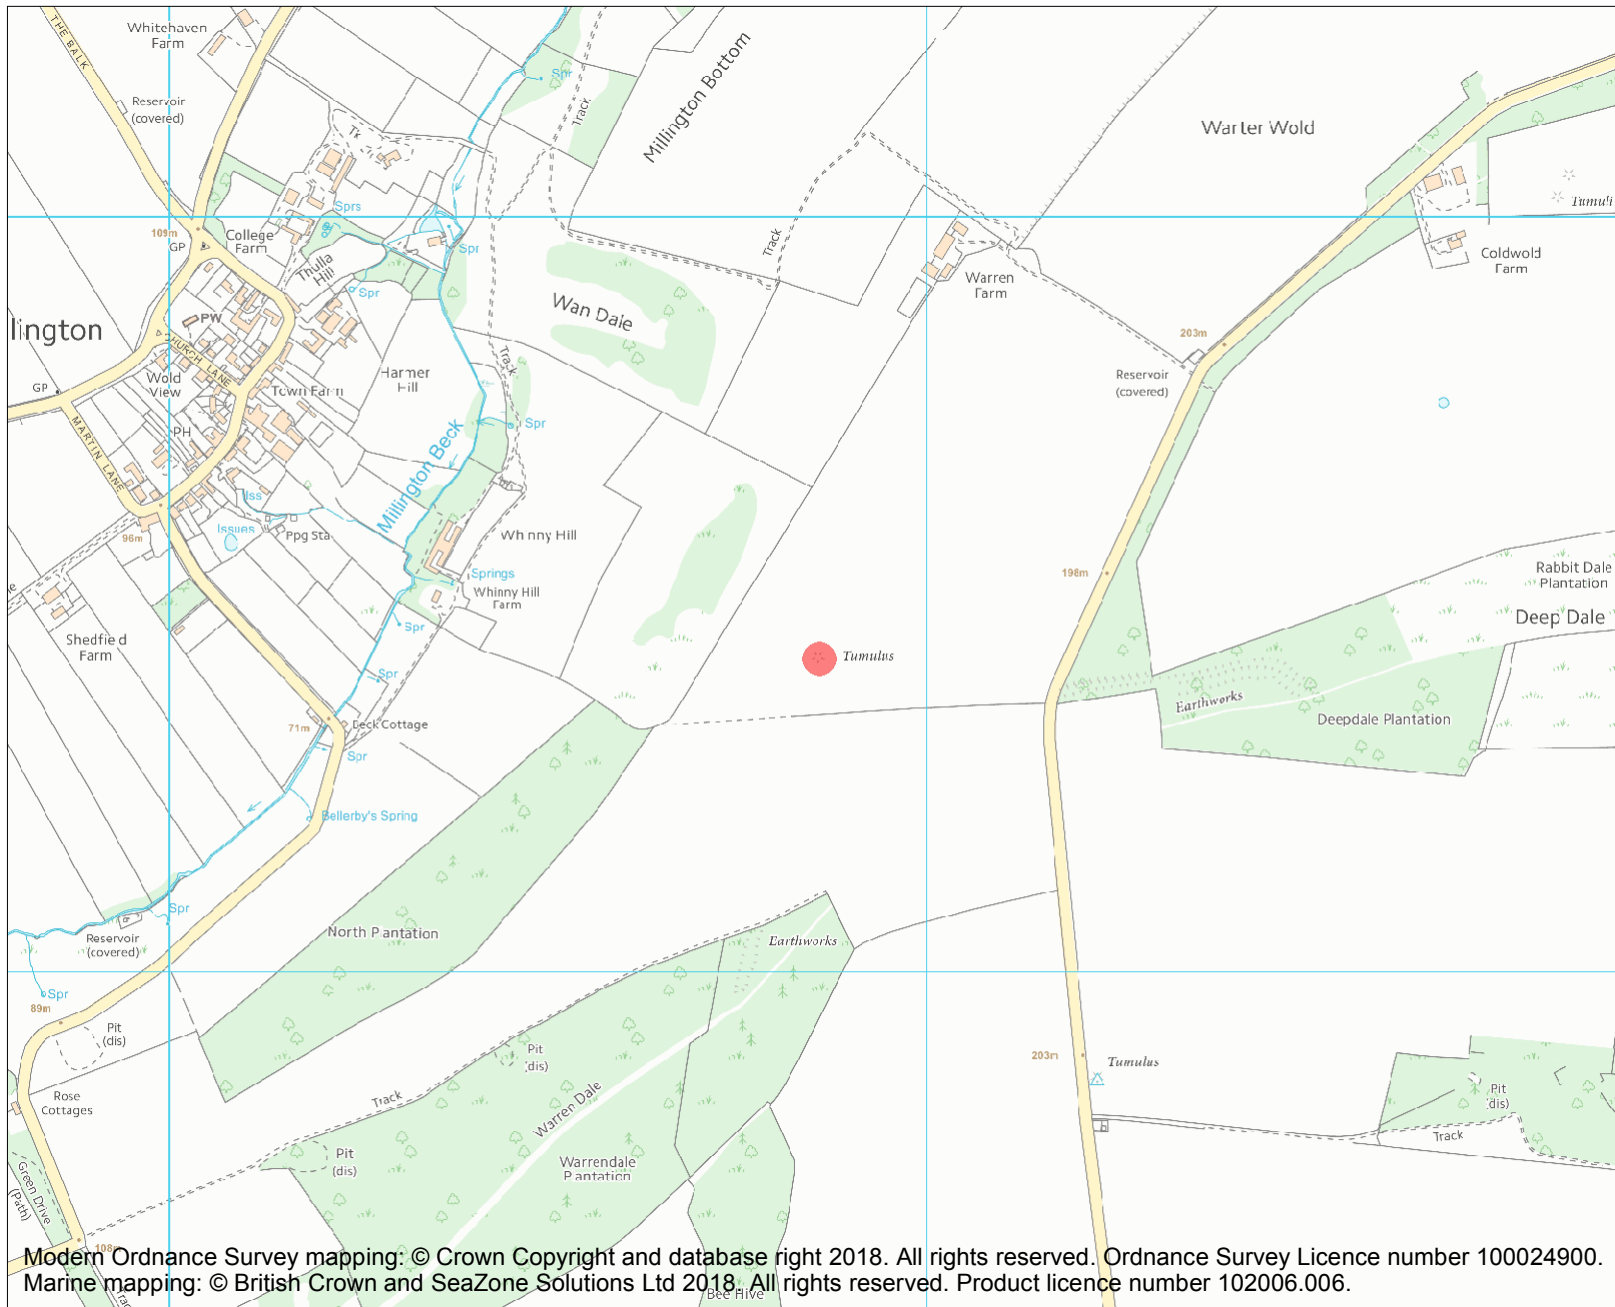 THE BALK
Whitehaven
Farm
Reservoir
(covered)
Spr
Track
Millington Bottom
Warter Wold
Tk
Sprs
109m
GP
College
Farm
Thulla
Hill
Spr
Spr
Track
Warren
Farm
Tumuli
Coldwold
Farm
lington
PW
HURCH LANE
Wan Dale
203m
Reservoir
(covered)
GP
Wold
View
Town Farm
Harmer
Hill
Track
MARTIN LANE
PH
Spr
Millington Beck
Iss
Issues
96m
Ppg Sta
Whinny Hill
Springs
Whinny Hill
Farm
Spr
198m
Rabbit Dale
Plantation
Deep Dale
Shedfield
Farm
Spr
Tumulus
Earthworks
Deepdale Plantation
71m
Beck Cottage
Spr
Bellerby's Spring
Spr
Reservoir
(covered)
North Plantation
Earthworks
Spr
89m
Pit
(dis)
Pit
(dis)
203m
Tumulus
Rose
Cottages
Track
Warren Dale
Pit
(dis)
Track
Pit
(dis)
Warrendale
Plantation
Green Drive
(Path)
108m
Modern Ordnance Survey mapping: © Crown Copyright and database right 2018. All rights reserved. Ordnance Survey Licence number 100024900.
Marine mapping: © British Crown and SeaZone Solutions Ltd 2018. All rights reserved. Product licence number 102006.006.
Bee Hive